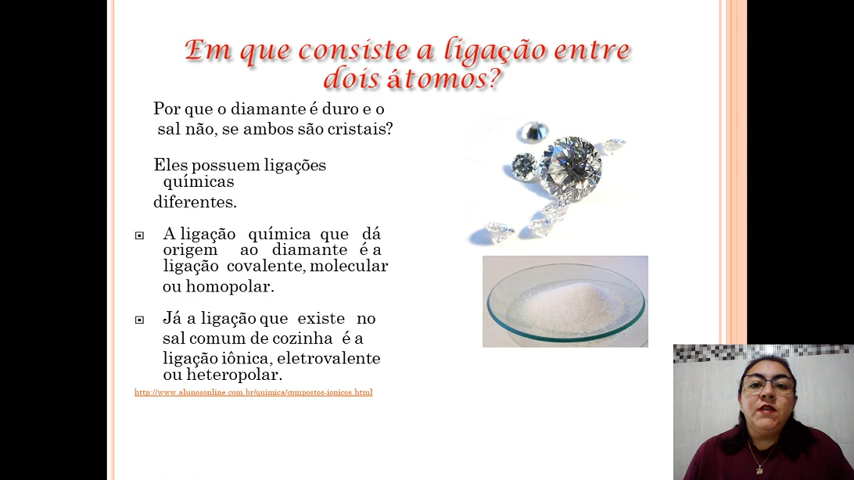 Em que consiste a ligação entre
dois átomos?
Por que o diamante é duro e o
sal não, se ambos são cristais?
Eles possuem ligações
químicas
diferentes.
A ligação química que dá
origem ao diamante é a
ligação covalente, molecular
ou homopolar.
Já a ligação que existe no
sal comum de cozinha é a
ligação iônica, eletrovalente
ou heteropolar.
http://www.alunosonline.com.br/quimica/compostos-ionicos.html